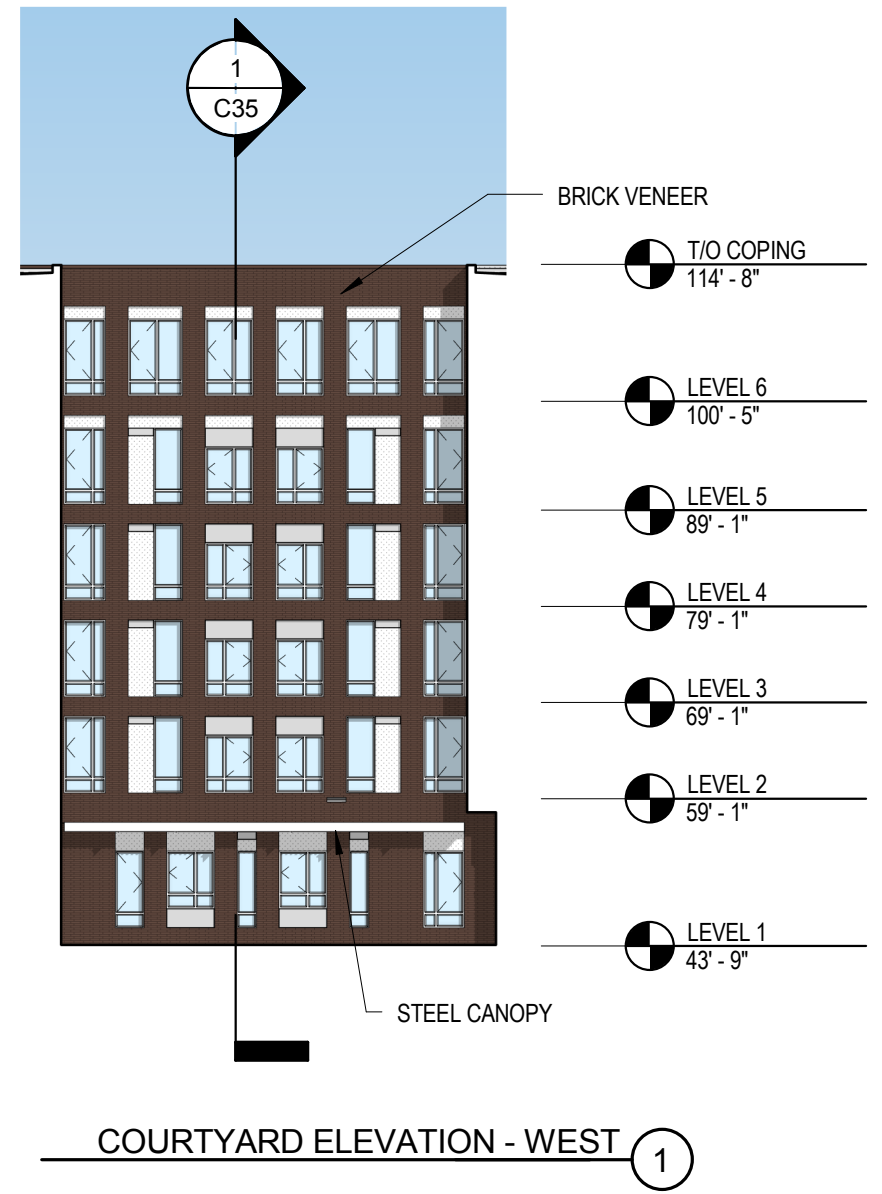 1
C35
BRICK VENEER
T/O COPING
114' - 8"
LEVEL 6
100' - 5"
LEVEL 5
89' - 1"
LEVEL 4
79' - 1"
LEVEL 3
69' - 1"
LEVEL 2
59' - 1"
LEVEL 1
43' - 9"
STEEL CANOPY
COURTYARD ELEVATION - WEST
1